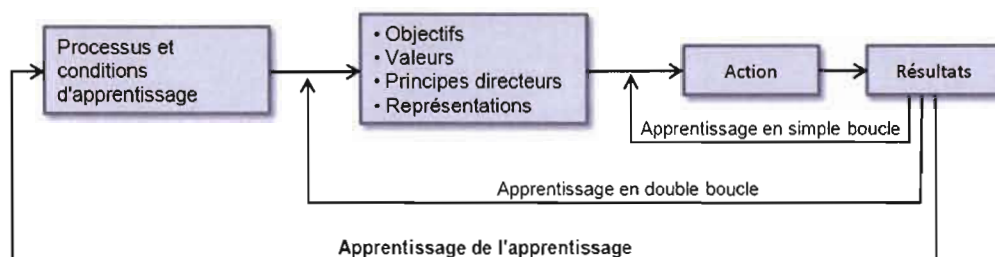 Processus et
conditions
d'apprentissage
• Objectifs
• Valeurs
• Principes directeurs
• Représentations
Action
Résultats
Apprentissage en simple boucle
Apprentissage en double boucle
Apprentissage de l'apprentissage